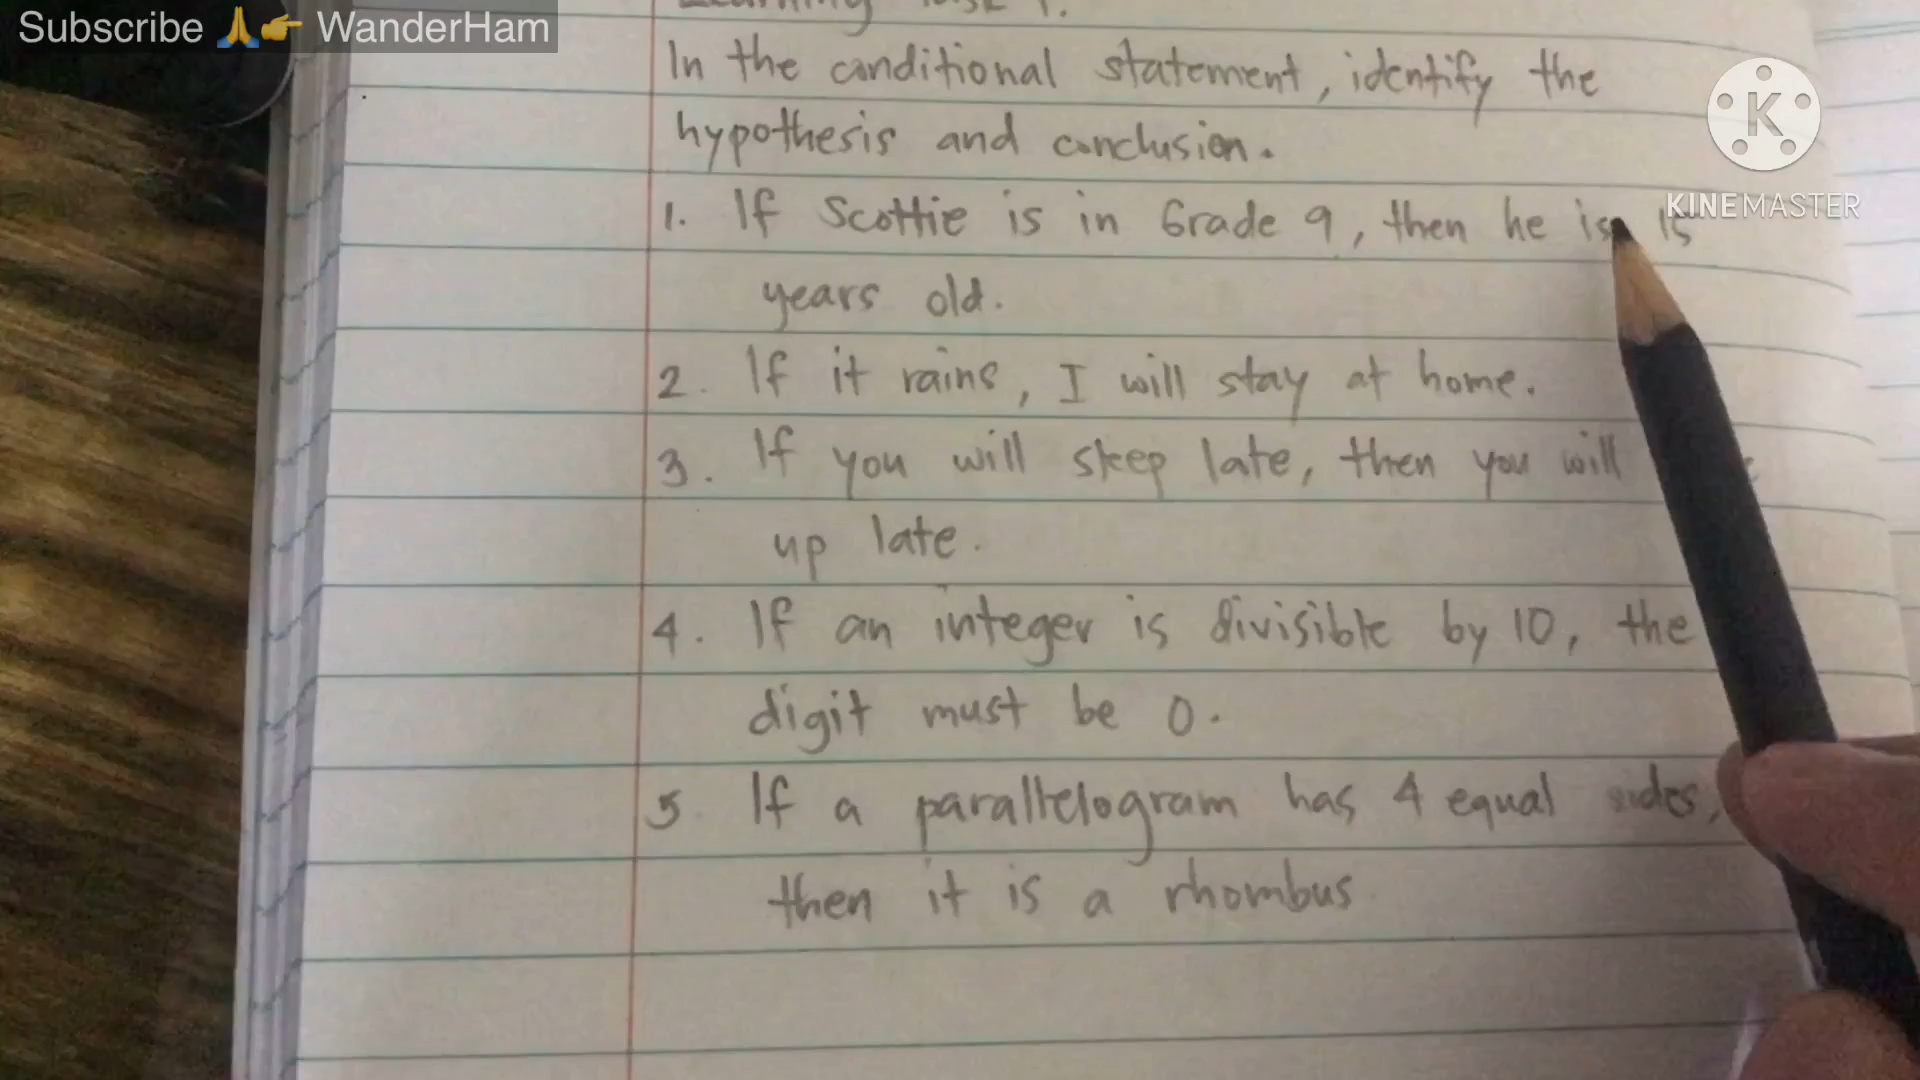 Subscribe 🙏👉 WanderHam
Learning Task 1.
In the conditional statement, identify the
hypothesis and conclusion.
KINEMASTER
1. If Scottie is in Grade 9, then he is 15
years old.
2. If it rains, I will stay at home.
3. If you will sleep late, then you will
up late.
4. If an integer is divisible by 10, the
digit must be 0.
5 If a parallelogram has 4 equal sides,
then it is a rhombus